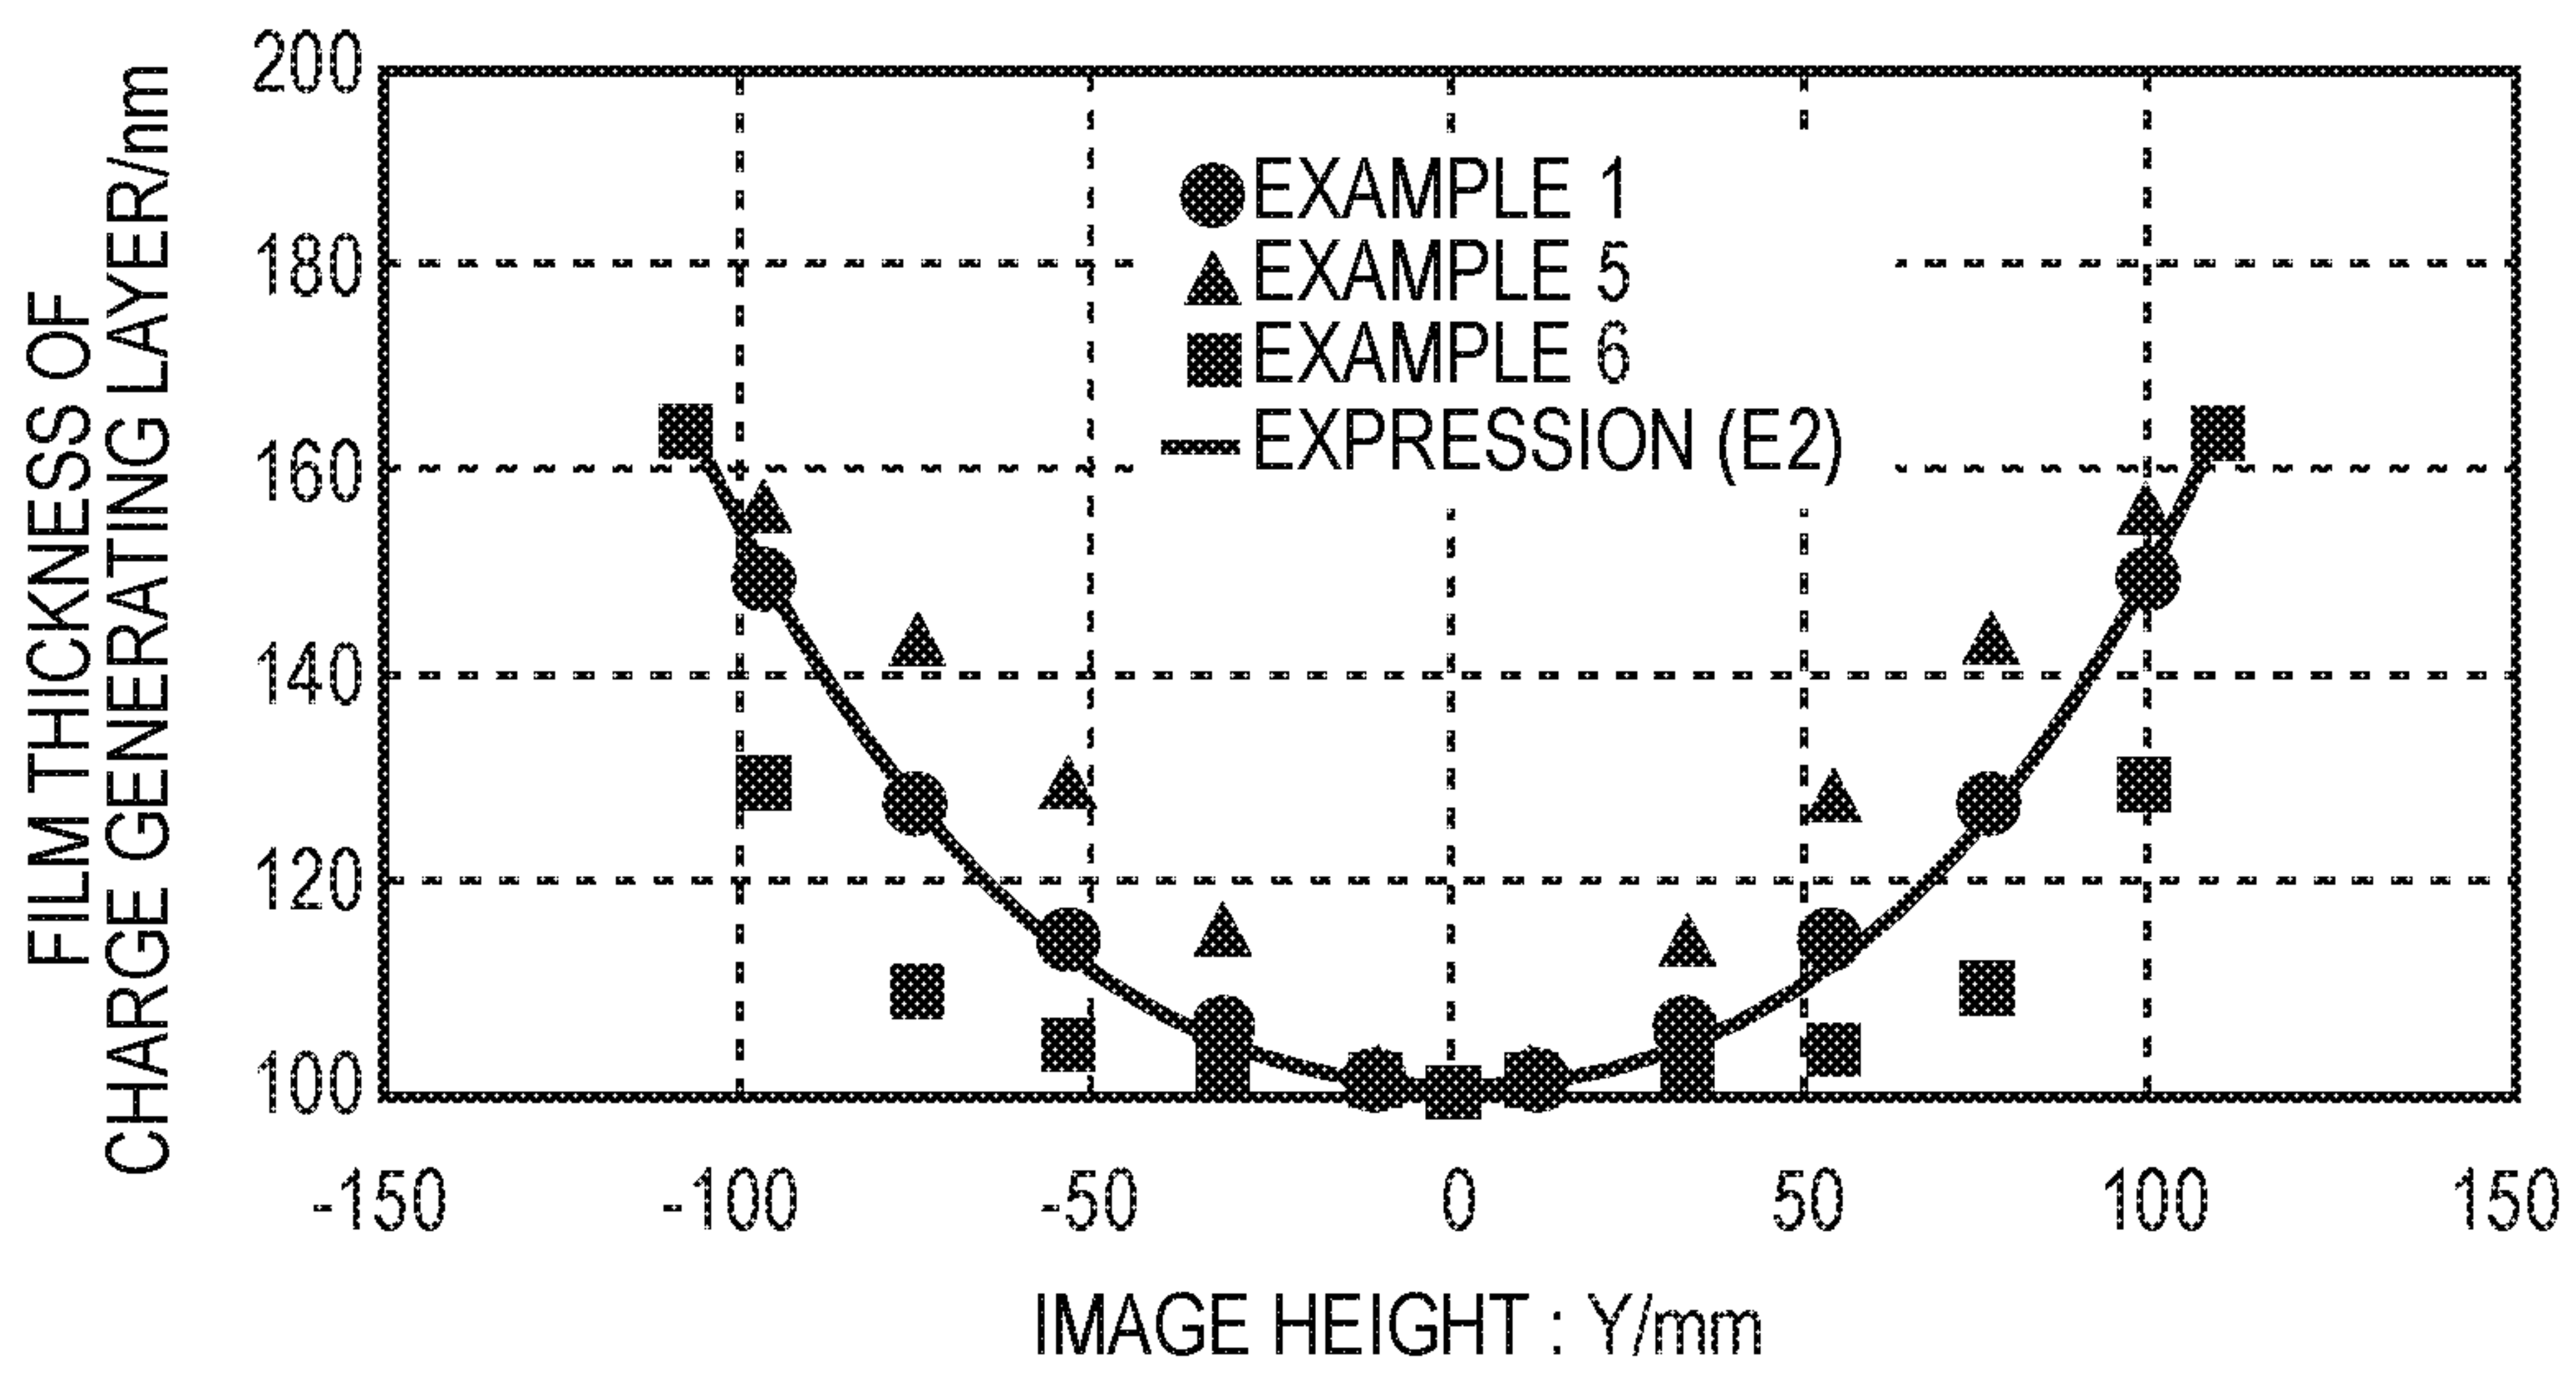 FILM THICKNESS OF
CHARGE GENERATING LAYER/nm
200
180
160
140
120
100
EXAMPLE 1
EXAMPLE 5
EXAMPLE 6
EXPRESSION (E2)
-150 -100 -50 0 50 100 150
IMAGE HEIGHT : Y/mm